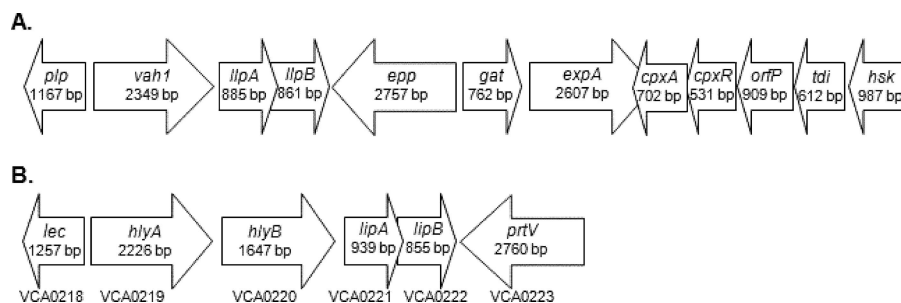 A.
plp vah1 llpA llpB epp gat expA cpxA cpxR orfP tdi hsk
1167 bp 2349 bp 885 bp 861 bp 2757 bp 762 bp 2607 bp 702 bp 531 bp 909 bp 612 bp 987 bp
B.
lec hlyA hlyB lipA lipB prtV
1257 bp 2226 bp 1647 bp 939 bp 855 bp 2760 bp
VCA0218 VCA0219 VCA0220 VCA0221 VCA0222 VCA0223